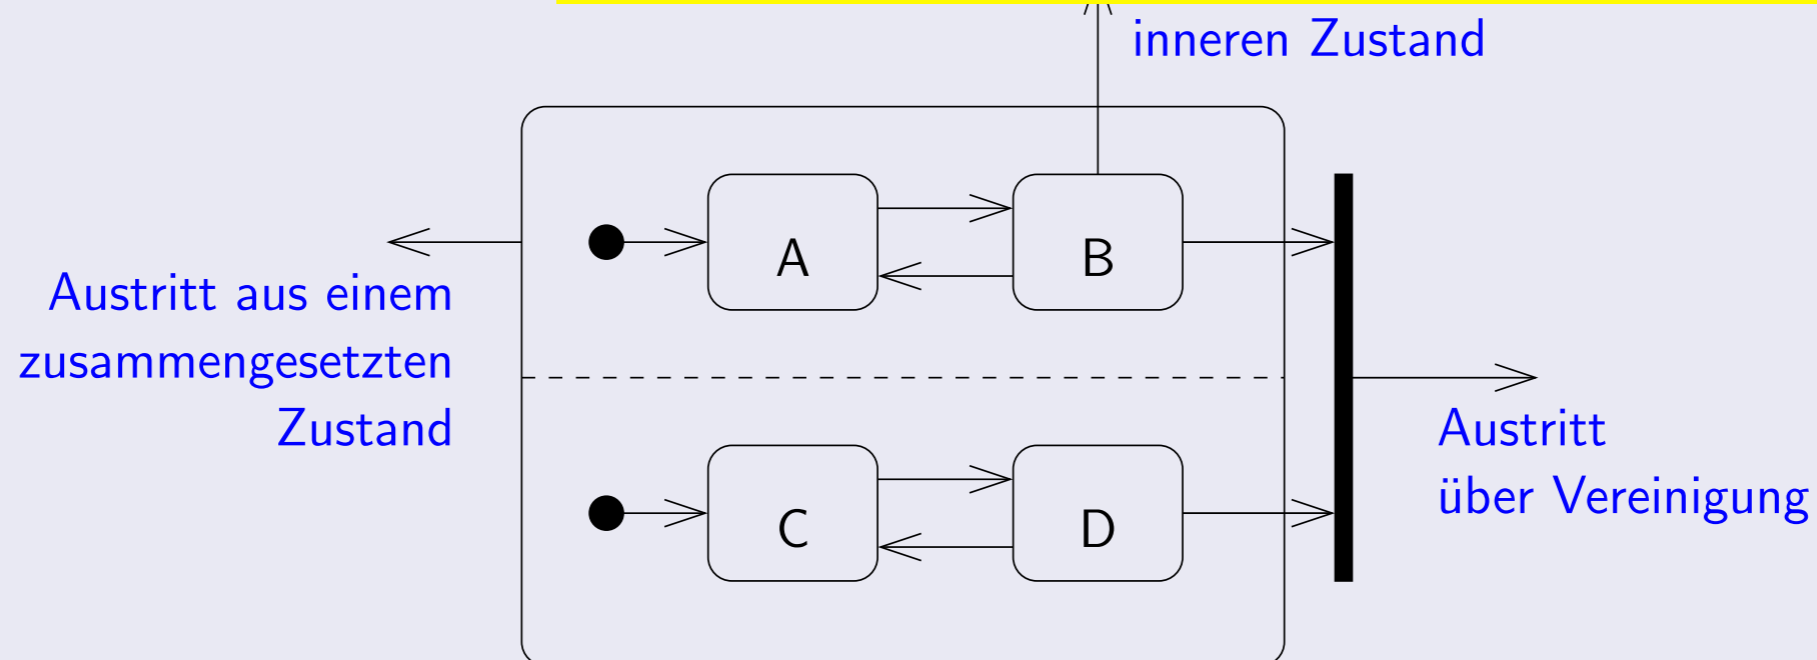 inneren Zustand
A
B
Austritt aus einem
zusammengesetzten
Zustand
Austritt
über Vereinigung
C
D